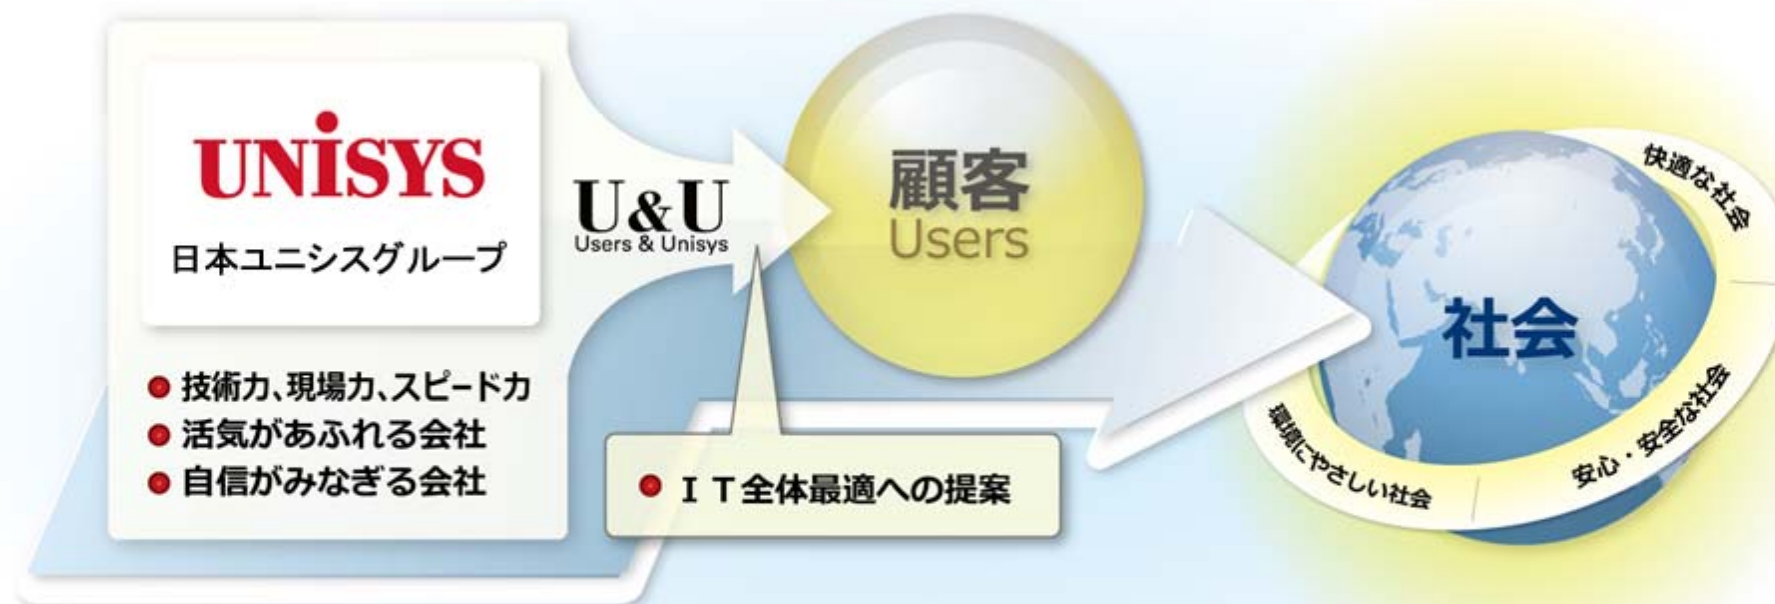 UNiSYS
日本ユニシスグループ
技術力、現場力、スピード力
活気があふれる会社
自信がみなぎる会社
U&U
Users & Unisys
IT全体最適への提案
顧客
Users
社会
快適な社会
安心・安全な社会
環境にやさしい社会